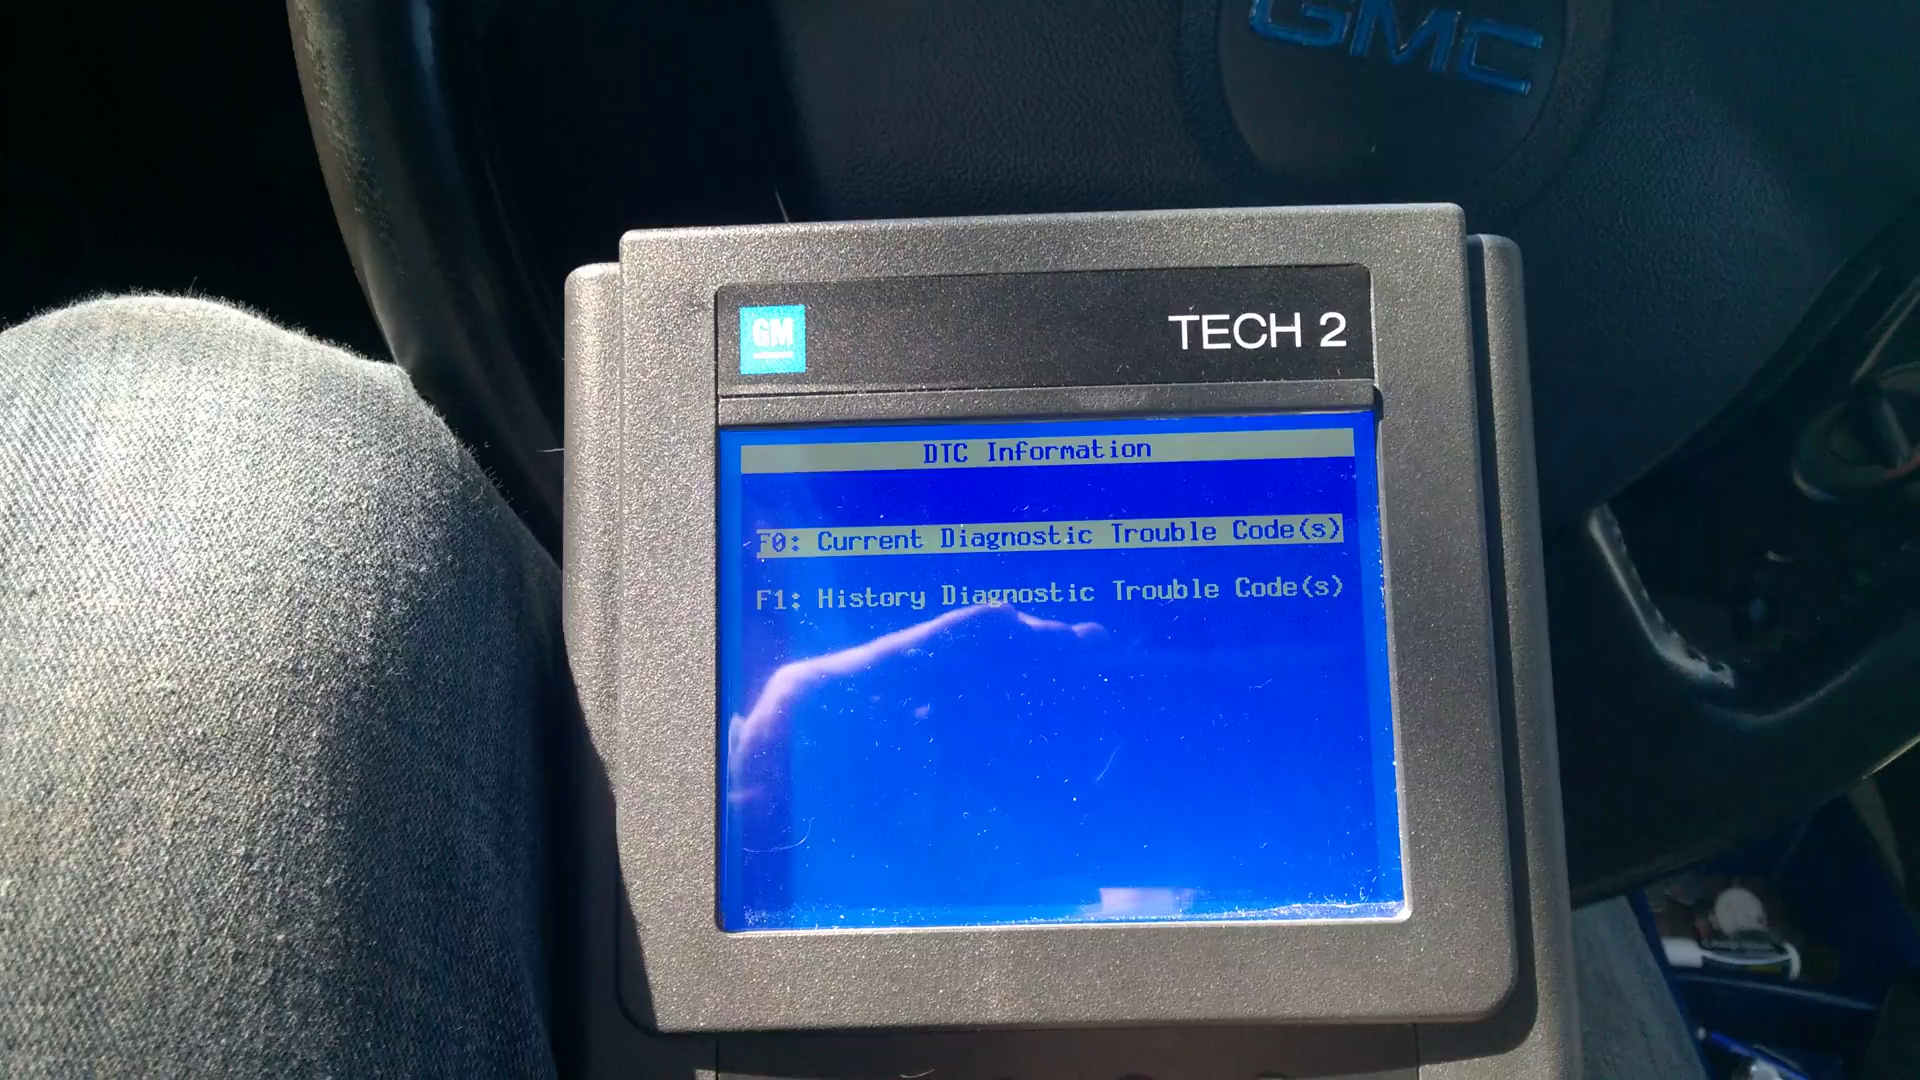 GMC
GM
TECH 2
DTC Information
F0: Current Diagnostic Trouble Code(s)
F1: History Diagnostic Trouble Code(s)